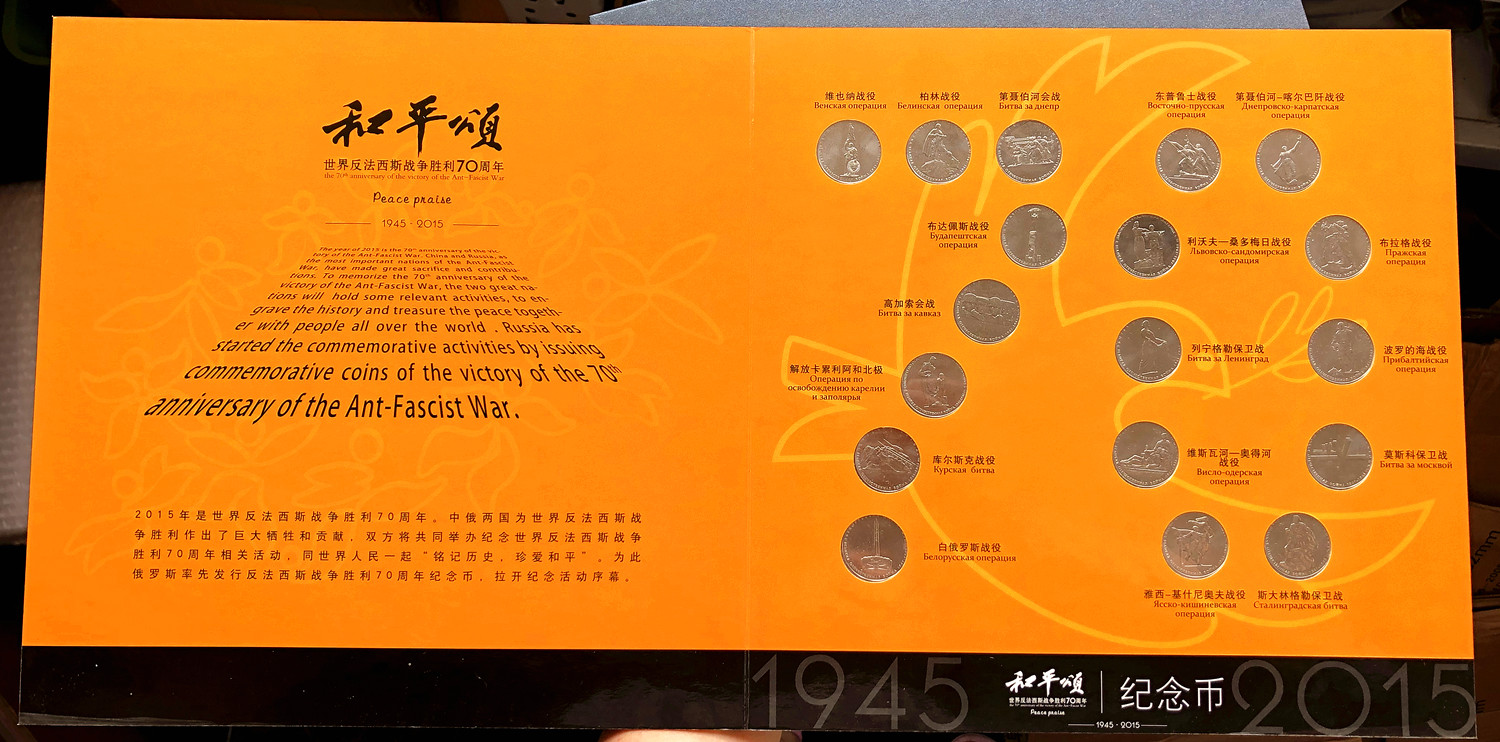 和平颂
世界反法西斯战争胜利70周年
the 70th anniversary of the victory of the Ant-Fascist War
Peace praise
1945 - 2015
The year of 2015 is the 70th anniversary of the vic-
tory of the Ant-Fascist War. China and Russia, as
the most important nations of the Ant-Fascist
War, have made great sacrifice and contribu-
tions. To memorize the 70th anniversary of the
victory of the Ant-Fascist War, the two great na-
tions will hold some relevant activities, to en-
grave the history and treasure the peace togeth-
er with people all over the world . Russia has
started the commemorative activities by issuing
commemorative coins of the victory of the 70th
anniversary of the Ant-Fascist War.
2015年是世界反法西斯战争胜利70周年。中俄两国为世界反法西斯战
争胜利作出了巨大牺牲和贡献，双方将共同举办纪念世界反法西斯战争
胜利70周年相关活动，同世界人民一起“铭记历史，珍爱和平”。为此
俄罗斯率先发行反法西斯战争胜利70周年纪念币，拉开纪念活动序幕。
维也纳战役
Венская операция
柏林战役
Белинская операция
第聂伯河会战
Битва за днепр
东普鲁士战役
Восточно-прусская
операция
第聂伯河-喀尔巴阡战役
Днепровско-карпатская
операция
布达佩斯战役
Будапештская
операция
利沃夫—桑多梅日战役
Львовско-сандомирская
операция
布拉格战役
Пражская
операция
高加索会战
Битва за кавказ
列宁格勒保卫战
Битва за Ленинград
波罗的海战役
Прибалтийская
операция
解放卡累利阿和北极
Операция по
освобождению карелии
и заполярья
库尔斯克战役
Курская битва
维斯瓦河—奥得河
战役
Висло-одерская
операция
莫斯科保卫战
Битва за москвой
白俄罗斯战役
Белорусская операция
雅西-基什尼奥夫战役
Ясско-кишиневская
операция
斯大林格勒保卫战
Сталинградская битва
1945
和平颂
世界反法西斯战争胜利70周年
Peace praise
纪念币
1945 - 2015
2015